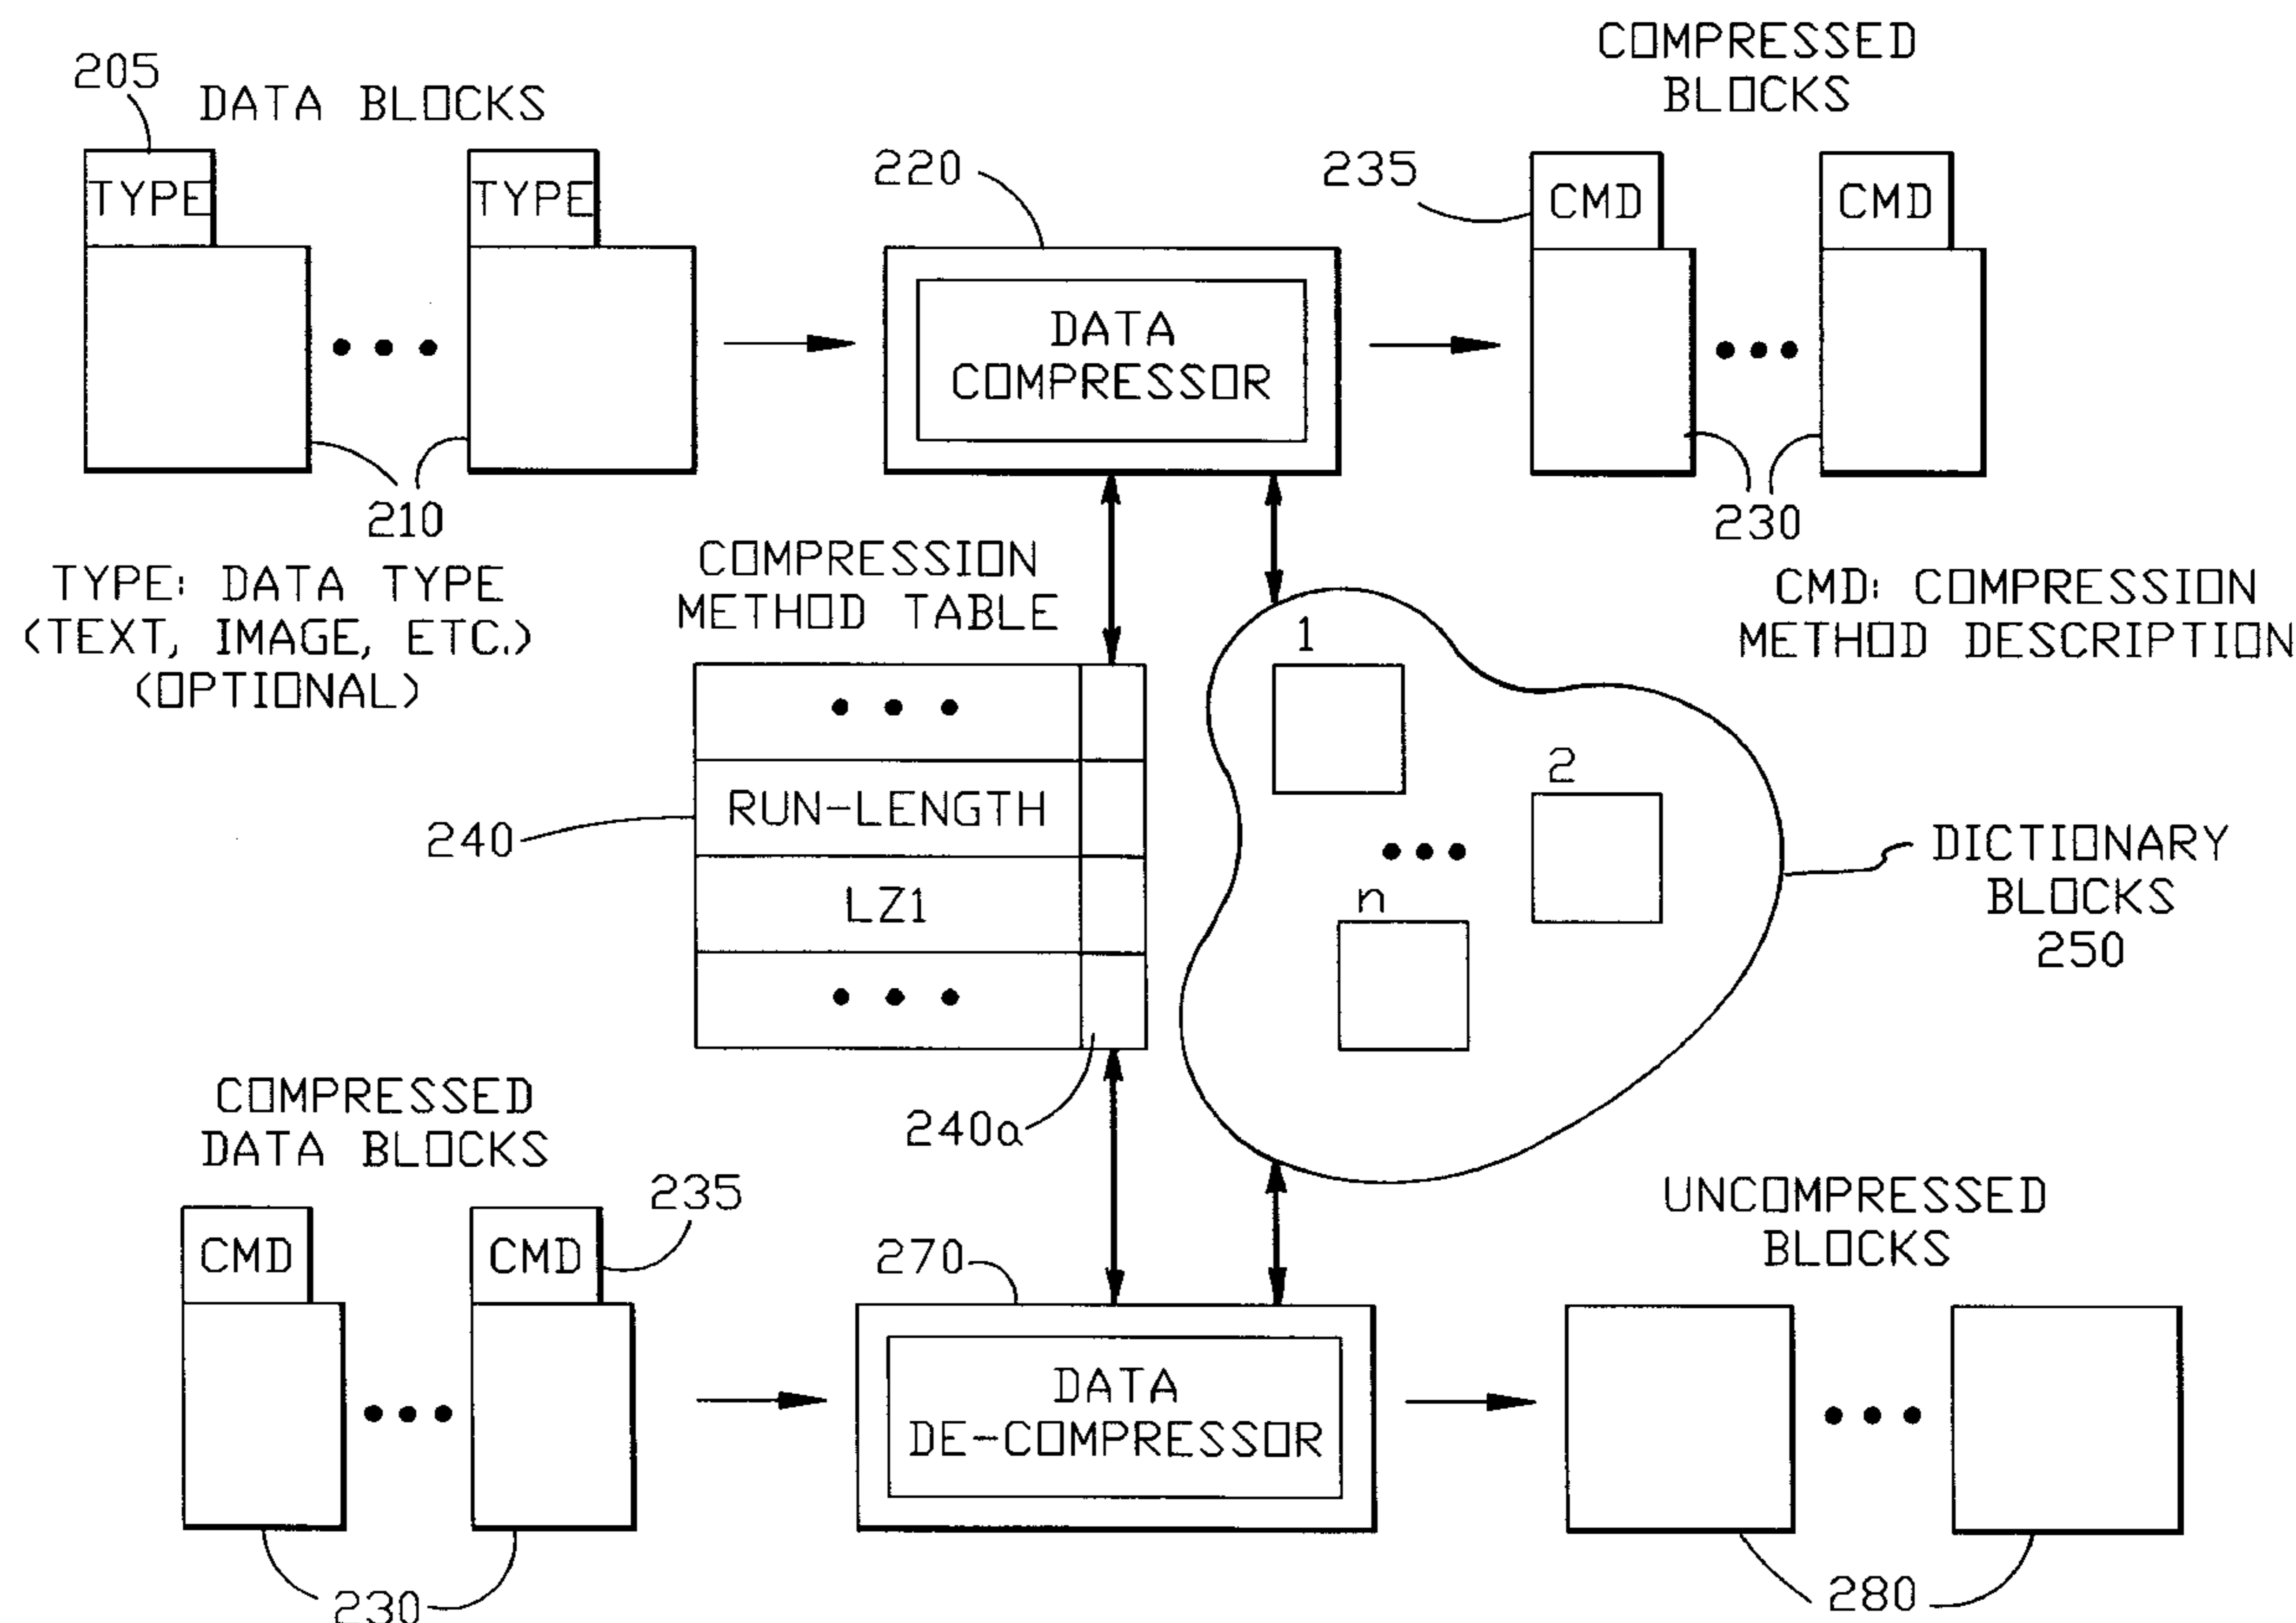 205
DATA BLOCKS
TYPE
TYPE
210
TYPE: DATA TYPE
(TEXT, IMAGE, ETC.)
(OPTIONAL)
220
DATA
COMPRESSOR
COMPRESSED
BLOCKS
235
CMD
CMD
230
CMD: COMPRESSION
METHOD DESCRIPTION
COMPRESSION
METHOD TABLE
RUN-LENGTH
LZ1
240
240a
1
2
n
DICTIONARY
BLOCKS
250
COMPRESSED
DATA BLOCKS
CMD
CMD
235
230
270
DATA
DE-COMPRESSOR
UNCOMPRESSED
BLOCKS
280